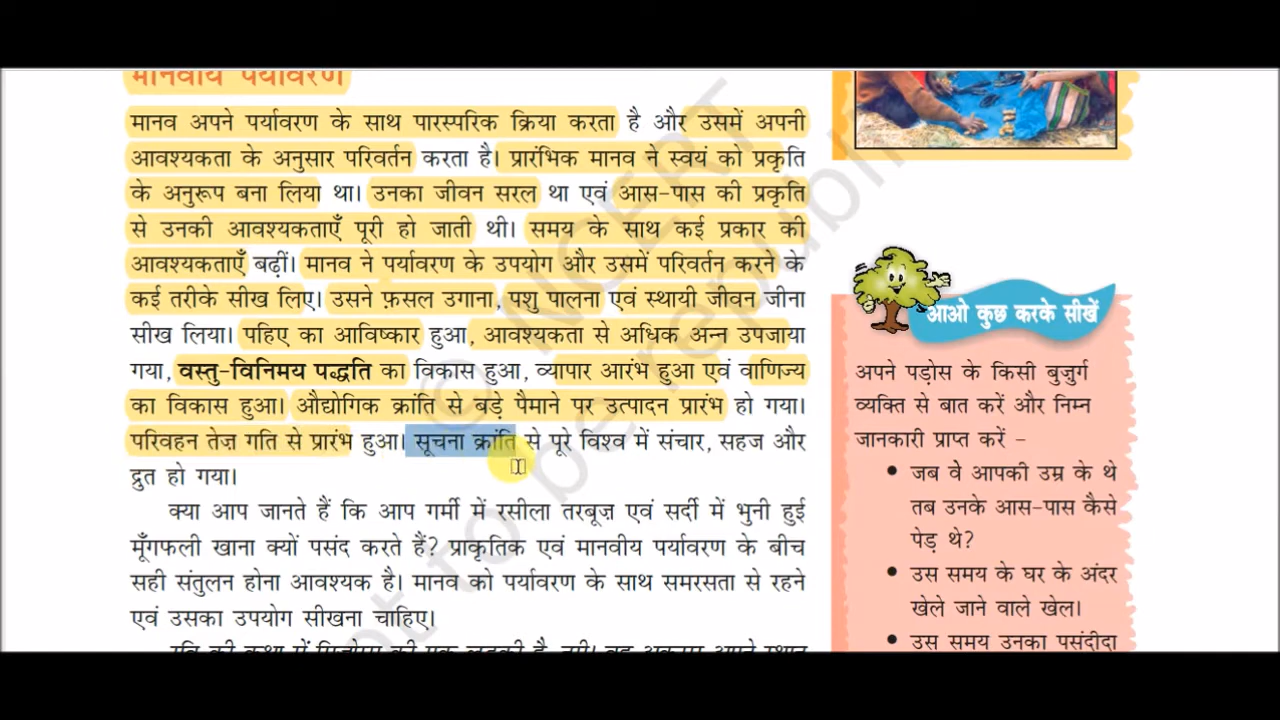 मानवीय पर्यावरण
मानव अपने पर्यावरण के साथ पारस्परिक क्रिया करता है और उसमें अपनी
आवश्यकता के अनुसार परिवर्तन करता है। प्रारंभिक मानव ने स्वयं को प्रकृति
के अनुरूप बना लिया था। उनका जीवन सरल था एवं आस-पास की प्रकृति
से उनकी आवश्यकताएँ पूरी हो जाती थी। समय के साथ कई प्रकार की
आवश्यकताएँ बढ़ीं। मानव ने पर्यावरण के उपयोग और उसमें परिवर्तन करने के
कई तरीके सीख लिए। उसने फ़सल उगाना, पशु पालना एवं स्थायी जीवन जीना
सीख लिया। पहिए का आविष्कार हुआ, आवश्यकता से अधिक अन्न उपजाया
गया, वस्तु-विनिमय पद्धति का विकास हुआ, व्यापार आरंभ हुआ एवं वाणिज्य
का विकास हुआ। औद्योगिक क्रांति से बड़े पैमाने पर उत्पादन प्रारंभ हो गया।
परिवहन तेज़ गति से प्रारंभ हुआ। सूचना क्रांति से पूरे विश्व में संचार, सहज और
द्रुत हो गया।
क्या आप जानते हैं कि आप गर्मी में रसीला तरबूज एवं सर्दी में भुनी हुई
मूँगफली खाना क्यों पसंद करते हैं? प्राकृतिक एवं मानवीय पर्यावरण के बीच
सही संतुलन होना आवश्यक है। मानव को पर्यावरण के साथ समरसता से रहने
एवं उसका उपयोग सीखना चाहिए।
आओ कुछ करके सीखें
अपने पड़ोस के किसी बुजुर्ग
व्यक्ति से बात करें और निम्न
जानकारी प्राप्त करें –
• जब वे आपकी उम्र के थे
तब उनके आस-पास कैसे
पेड़ थे?
• उस समय के घर के अंदर
खेले जाने वाले खेल।
• उस समय उनका पसंदीदा
© NCERT
not to be republi